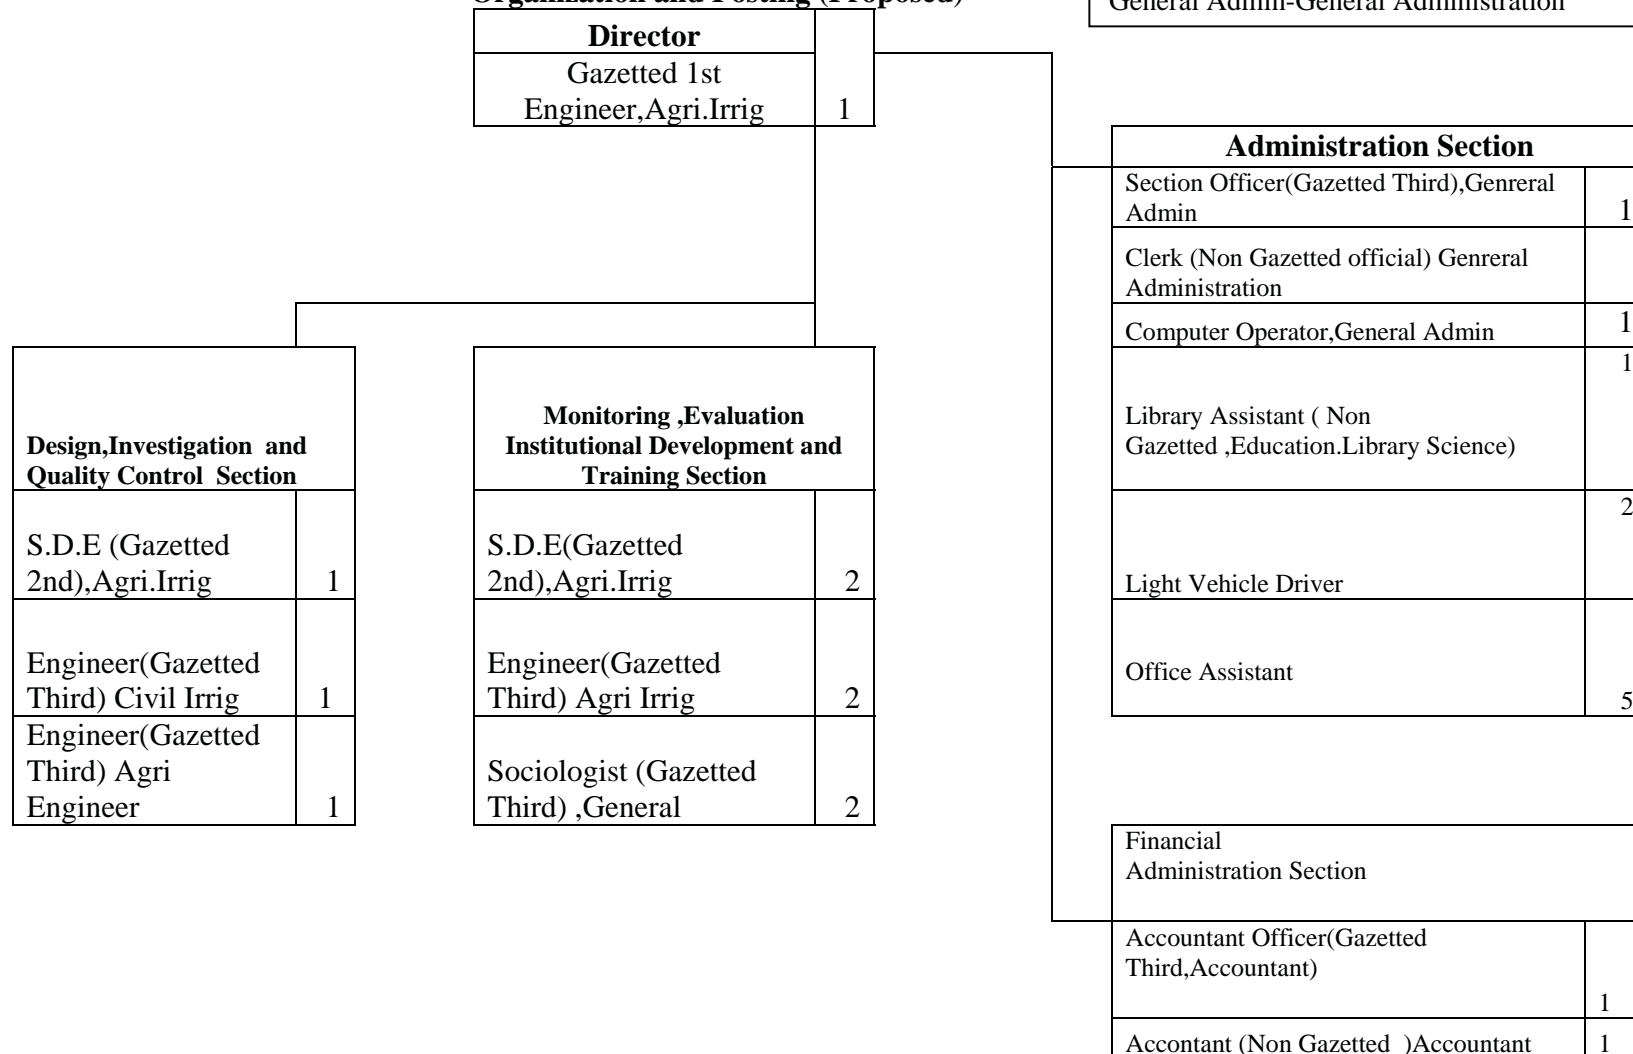 Organization and Posting (Proposed)
General Admin-General Administration
Director
Gazetted 1st
Engineer,Agri.Irrig 1
Administration Section
Section Officer(Gazetted Third),Genreral
Admin 1
Clerk (Non Gazetted official) Genreral
Administration
Computer Operator,General Admin 1
Library Assistant ( Non
Gazetted ,Education.Library Science) 1
Light Vehicle Driver 2
Office Assistant 5
Design,Investigation and
Quality Control Section
S.D.E (Gazetted
2nd),Agri.Irrig 1
Engineer(Gazetted
Third) Civil Irrig 1
Engineer(Gazetted
Third) Agri
Engineer 1
Monitoring ,Evaluation
Institutional Development and
Training Section
S.D.E(Gazetted
2nd),Agri.Irrig 2
Engineer(Gazetted
Third) Agri Irrig 2
Sociologist (Gazetted
Third) ,General 2
Financial
Administration Section
Accountant Officer(Gazetted
Third,Accountant)
1
Accontant (Non Gazetted )Accountant 1